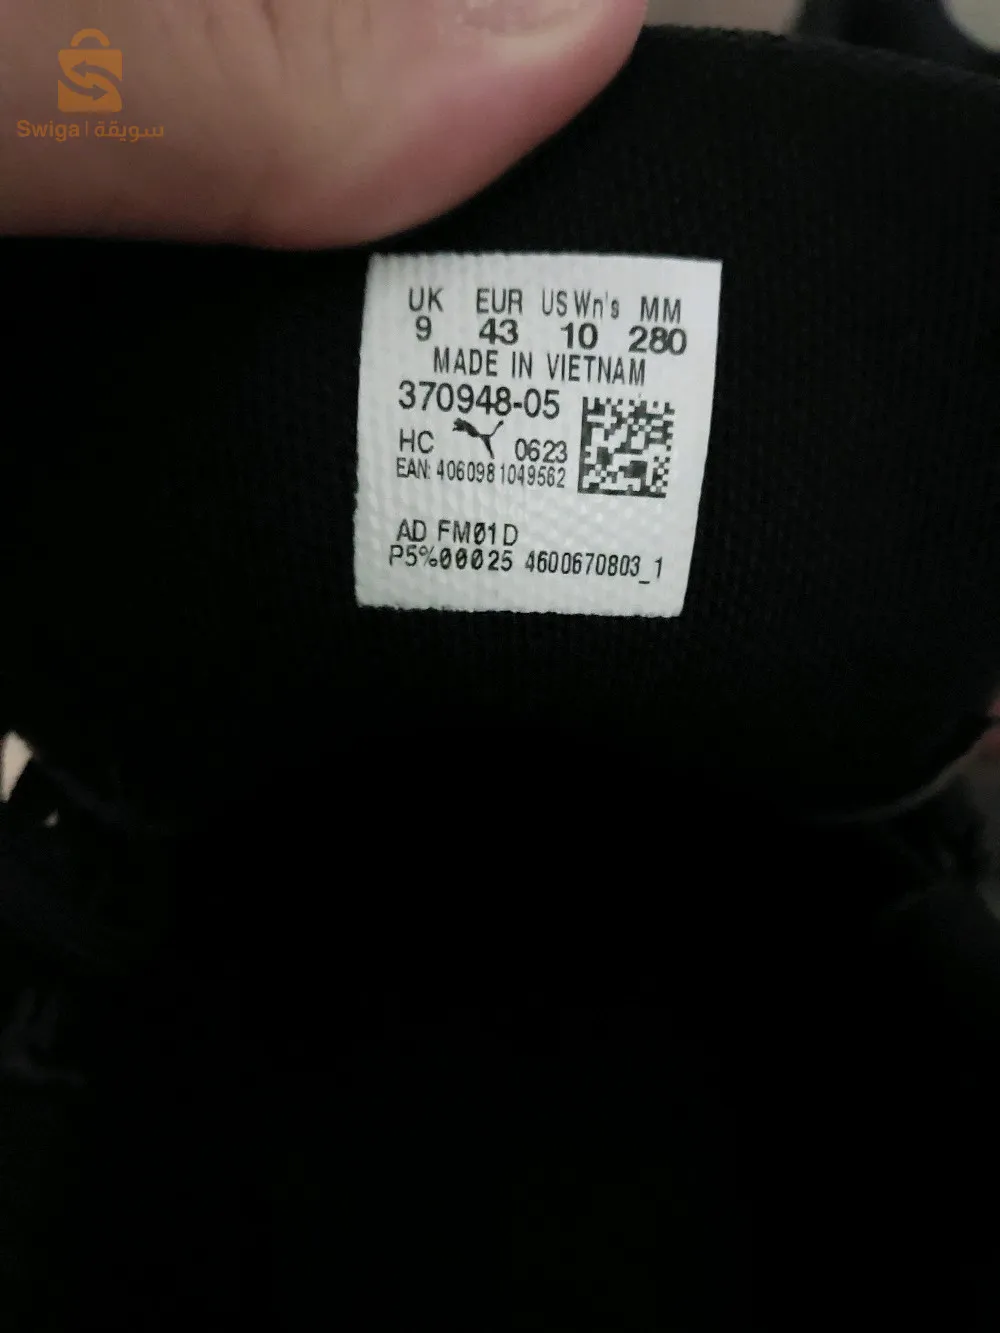 Swiga | سويقة
UK EUR US Wn's MM
9 43 10 280
MADE IN VIETNAM
370948-05
HC 0623
EAN: 4060981049562
AD FM01D
P5%00025 4600670803_1